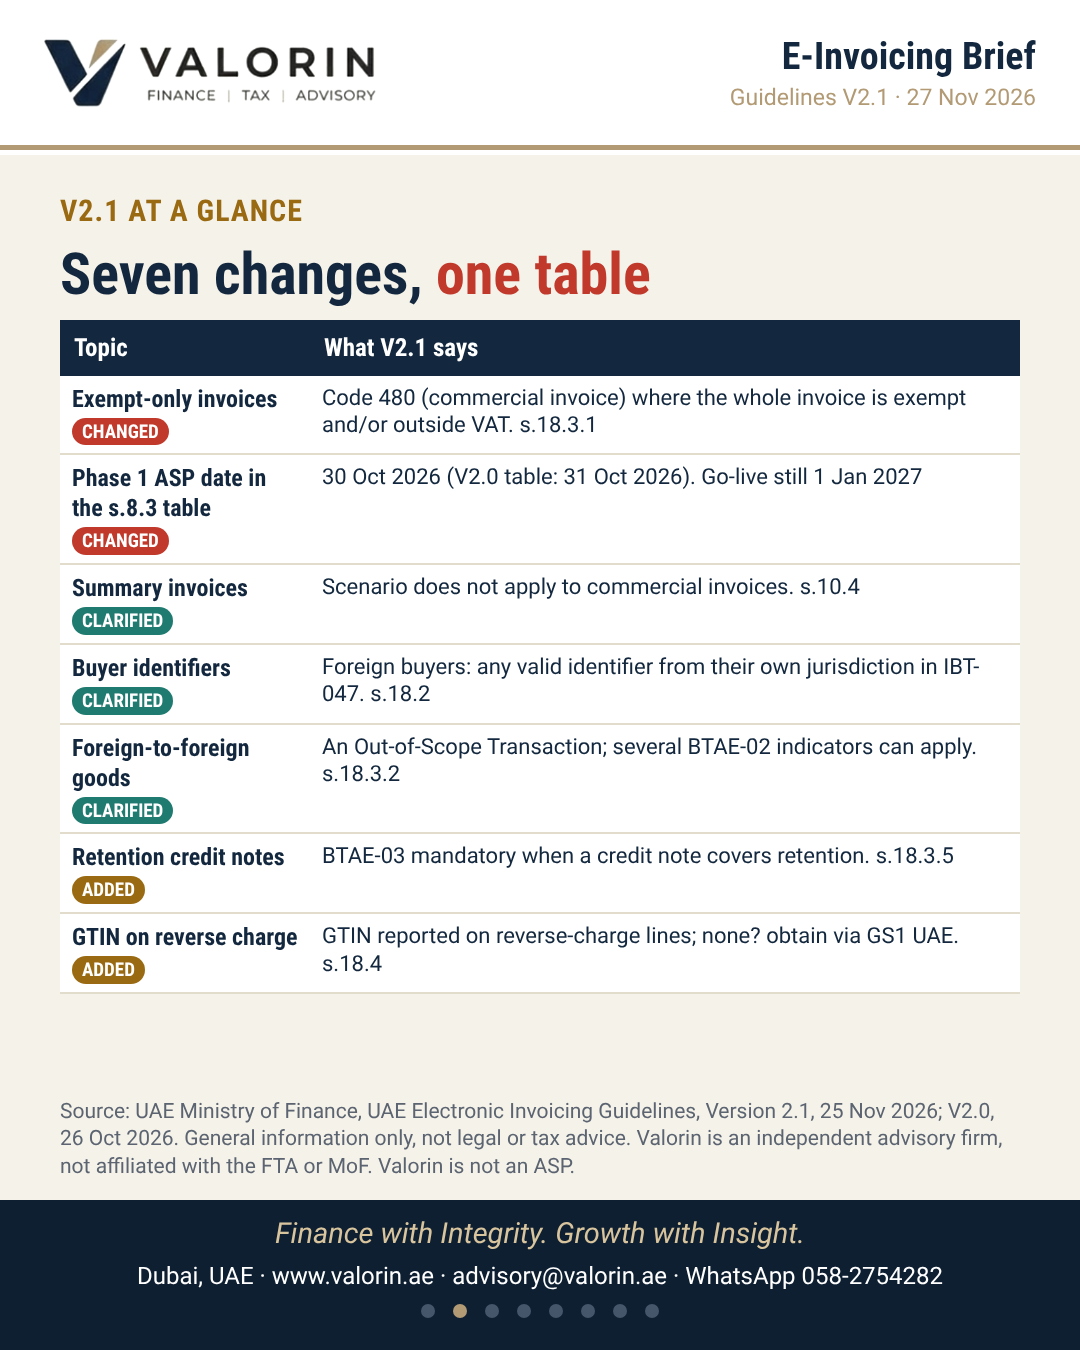 VALORIN
FINANCE | TAX | ADVISORY
E-Invoicing Brief
Guidelines V2.1 · 27 Nov 2026
V2.1 AT A GLANCE
Seven changes, one table
Topic
What V2.1 says
Exempt-only invoices
CHANGED
Code 480 (commercial invoice) where the whole invoice is exempt
and/or outside VAT. s.18.3.1
Phase 1 ASP date in
the s.8.3 table
CHANGED
30 Oct 2026 (V2.0 table: 31 Oct 2026). Go-live still 1 Jan 2027
Summary invoices
CLARIFIED
Scenario does not apply to commercial invoices. s.10.4
Buyer identifiers
CLARIFIED
Foreign buyers: any valid identifier from their own jurisdiction in IBT-
047. s.18.2
Foreign-to-foreign
goods
CLARIFIED
An Out-of-Scope Transaction; several BTAE-02 indicators can apply.
s.18.3.2
Retention credit notes
ADDED
BTAE-03 mandatory when a credit note covers retention. s.18.3.5
GTIN on reverse charge
ADDED
GTIN reported on reverse-charge lines; none? obtain via GS1 UAE.
s.18.4
Source: UAE Ministry of Finance, UAE Electronic Invoicing Guidelines, Version 2.1, 25 Nov 2026; V2.0,
26 Oct 2026. General information only, not legal or tax advice. Valorin is an independent advisory firm,
not affiliated with the FTA or MoF. Valorin is not an ASP.
Finance with Integrity. Growth with Insight.
Dubai, UAE · www.valorin.ae · advisory@valorin.ae · WhatsApp 058-2754282